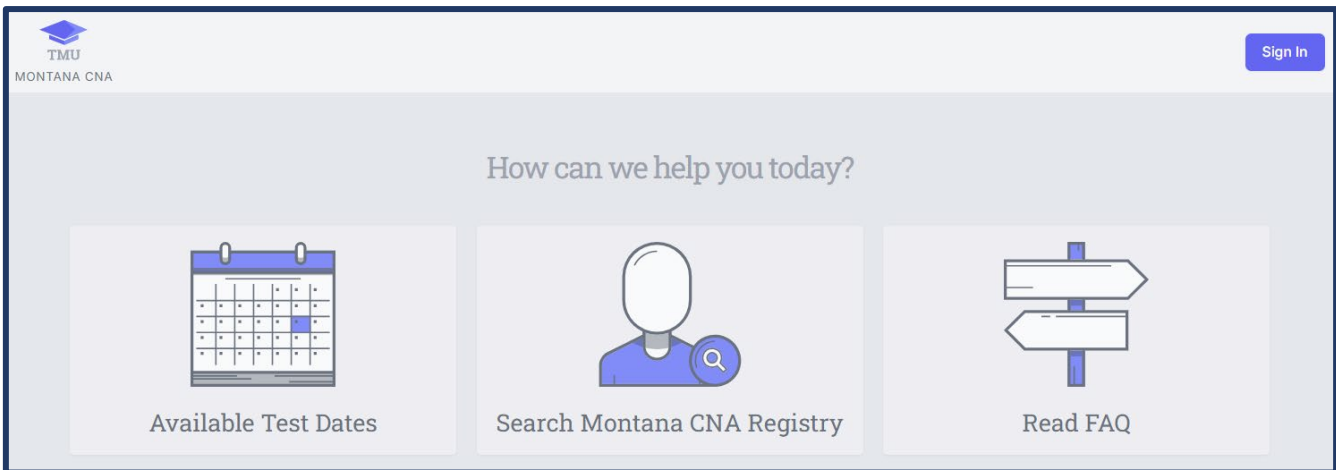 TMU
MONTANA CNA
Sign In
How can we help you today?
Available Test Dates
Search Montana CNA Registry
Read FAQ